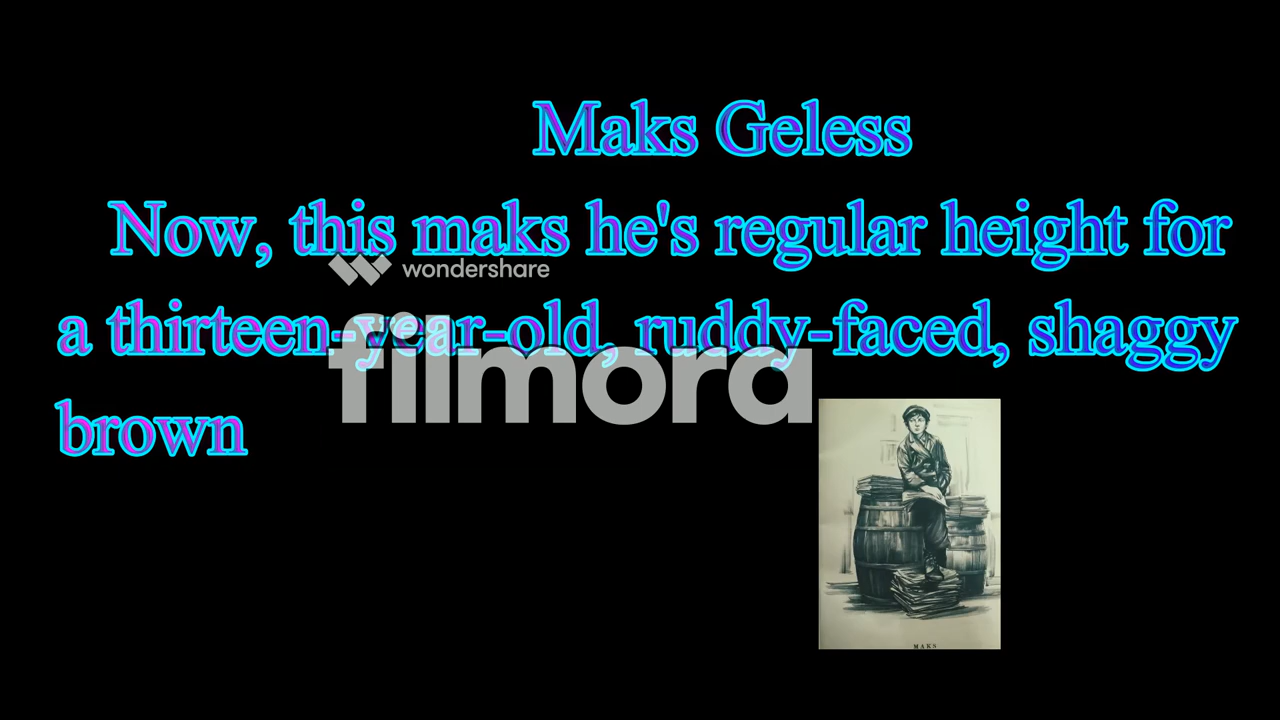 Maks Geless
Now, this maks he's regular height for
wondershare
a thirteen-year-old, ruddy-faced, shaggy
filmora
brown
MAKS